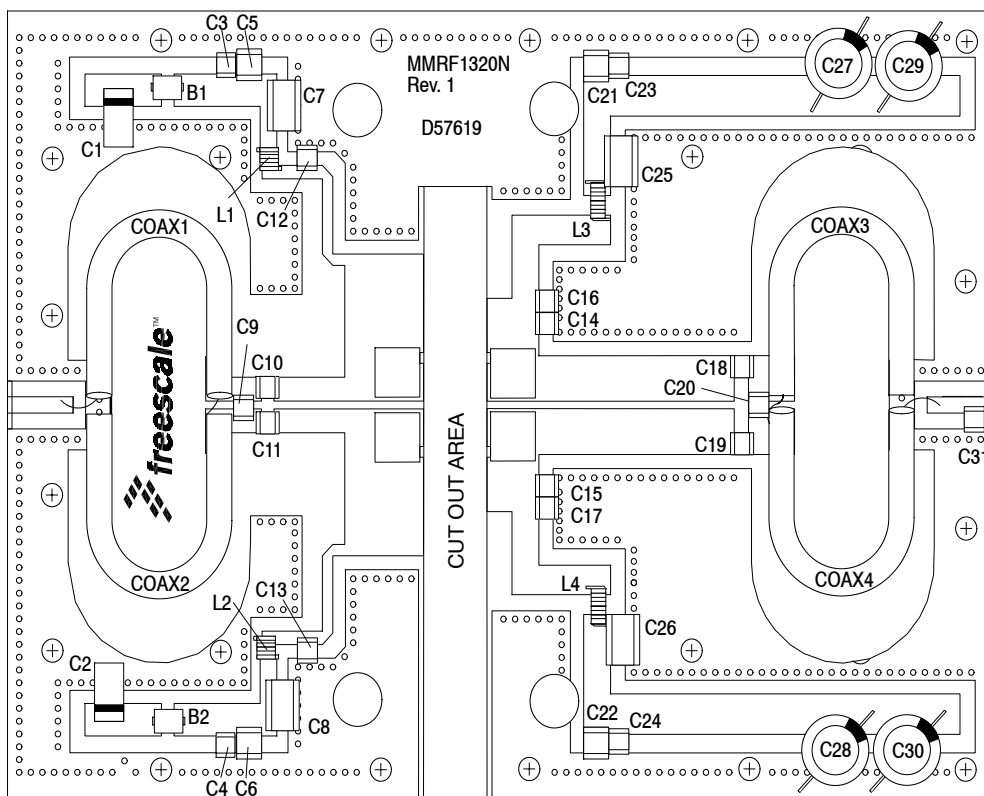 C3 C5
MMRF1320N
Rev. 1
D57619
C27 C29
B1
C7
C21 C23
C1
C25
L1
C12
L3
COAX1
COAX3
C16
C14
C9
C10
C18
C20
freescale™
C11
C19
C31
CUT OUT AREA
C15
C17
COAX2
C13
L2
L4
COAX4
C26
C2
B2
C8
C22 C24
C28 C30
C4 C6